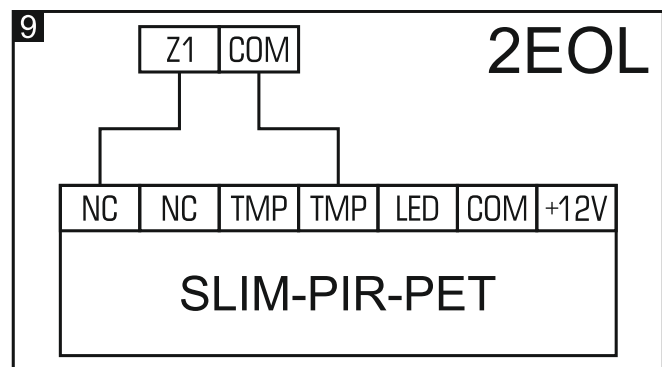 9
Z1 COM
2EOL
NC NC TMP TMP LED COM +12V
SLIM-PIR-PET